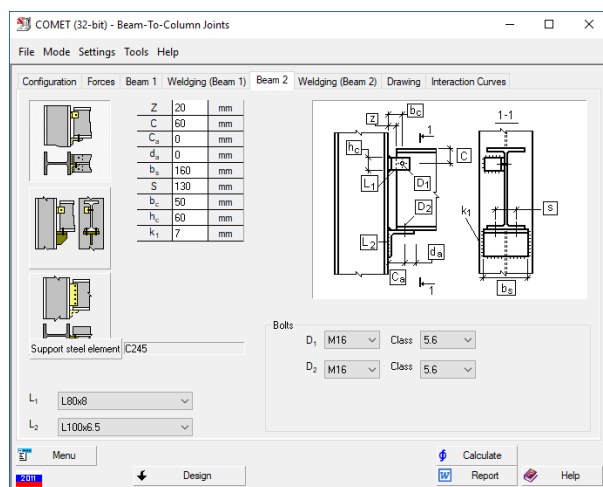 COMET (32-bit) - Beam-To-Column Joints
File Mode Settings Tools Help
Configuration Forces Beam 1 Weldging (Beam 1) Beam 2 Weldging (Beam 2) Drawing Interaction Curves
Z 20 mm
C 60 mm
Ca 0 mm
da 0 mm
bs 160 mm
S 130 mm
bc 50 mm
hc 60 mm
k1 7 mm
bc 1-1
z 1
hc C
L1 D1
D2 k1 s
L2 da
Ca 1 bs
Support steel element C245
L1 L80x8
L2 L100x6.5
Bolts
D1 M16 Class 5.6
D2 M16 Class 5.6
Menu Calculate
2011 Design Report Help